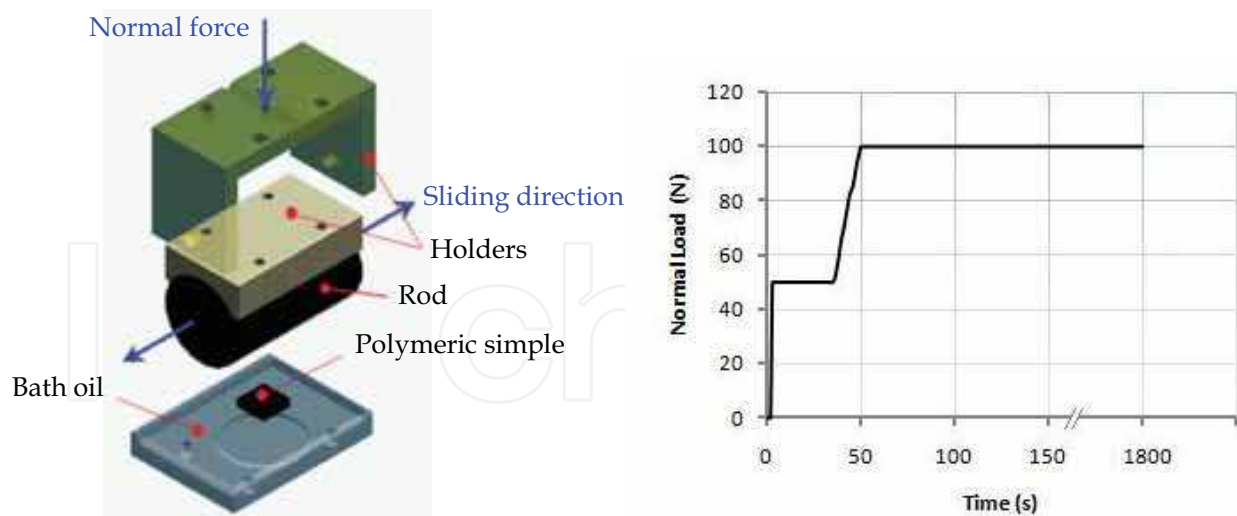 Normal force
Sliding direction
Holders
Rod
Polymeric simple
Bath oil
120
100
80
60
40
20
0
Normal Load (N)
0 50 100 150 1800
Time (s)